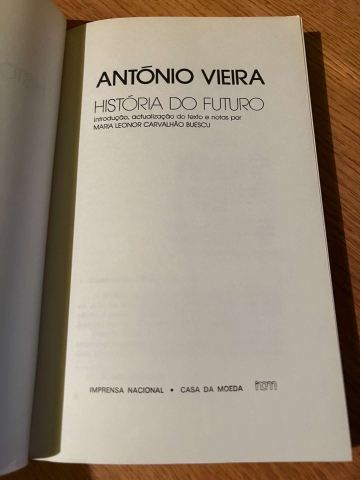 ANTÓNIO VIEIRA
HISTÓRIA DO FUTURO
introdução, actualização do texto e notas por
MARIA LEONOR CARVALHÃO BUESCU
IMPRENSA NACIONAL • CASA DA MOEDA incm